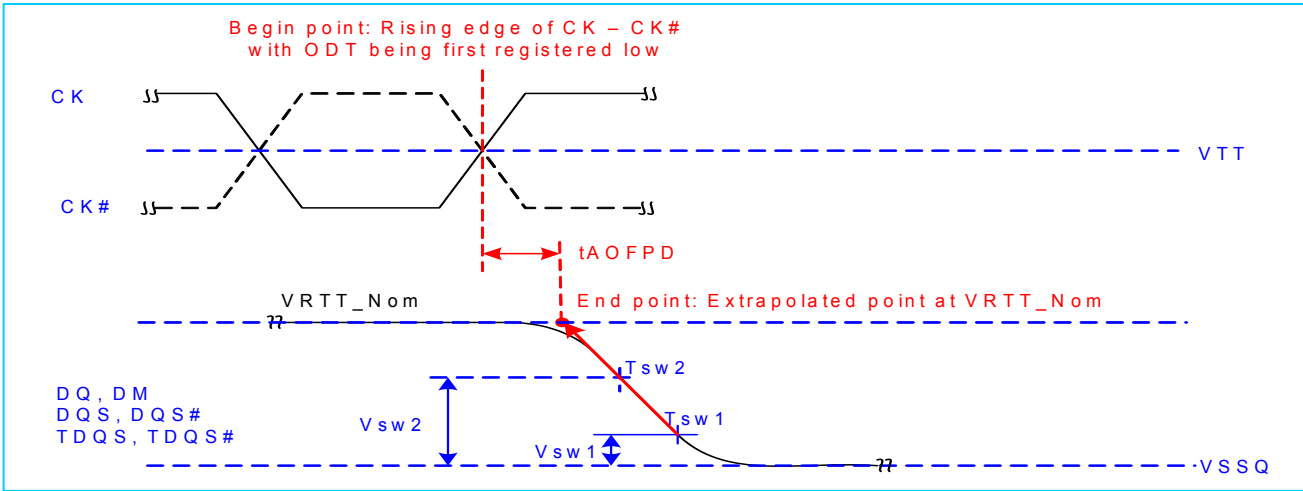 Begin point: Rising edge of CK – CK#
with ODT being first registered low
CK
VTT
CK#
tAOFPD
VRTT_Nom
End point: Extrapolated point at VRTT_Nom
Tsw2
DQ, DM
DQS, DQS#
TDQS, TDQS#
Vsw2
Tsw1
Vsw1
VSSQ